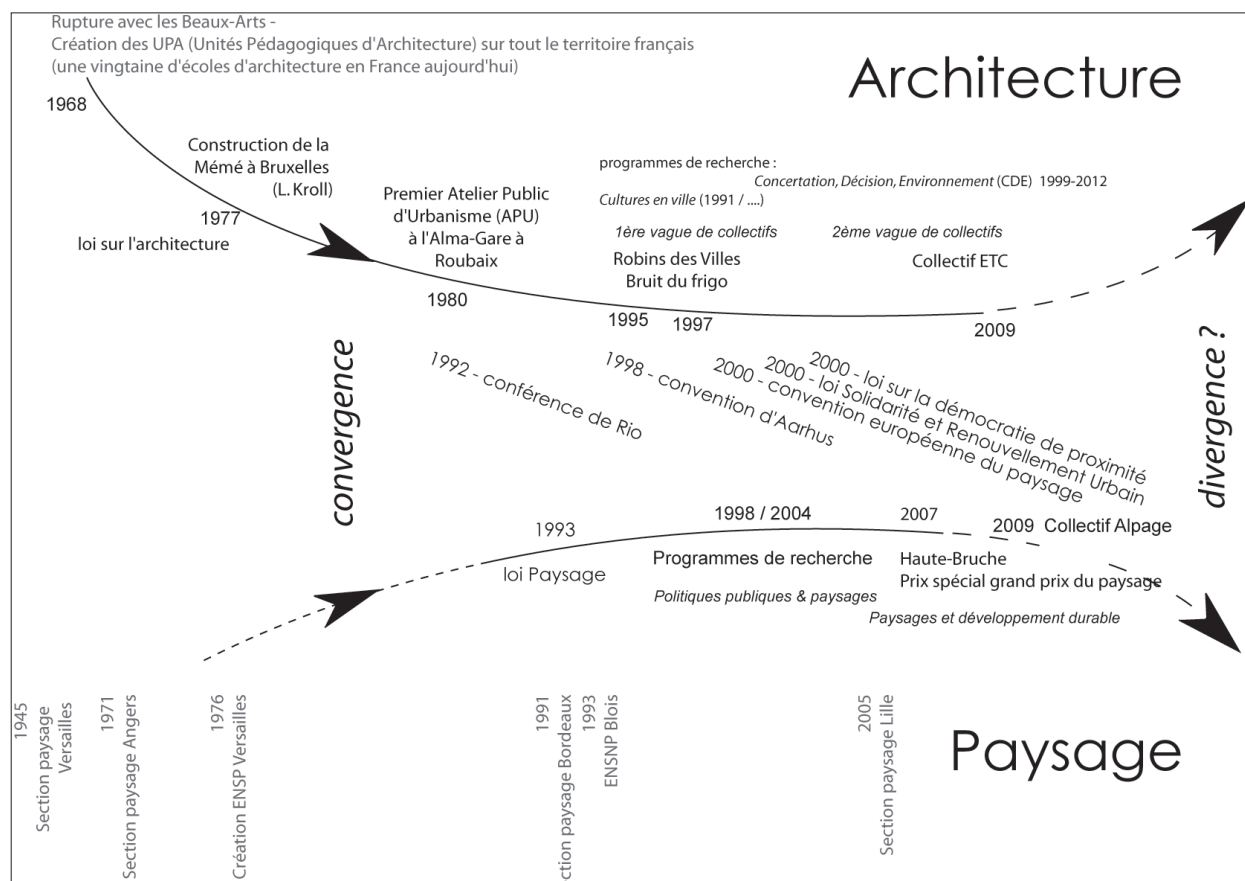 Rupture avec les Beaux-Arts -
Création des UPA (Unités Pédagogiques d'Architecture) sur tout le territoire français
(une vingtaine d'écoles d'architecture en France aujourd'hui)
Architecture
1968
Construction de la
Mémé à Bruxelles
(L. Kroll)
1977
loi sur l'architecture
Premier Atelier Public
d'Urbanisme (APU)
à l'Alma-Gare à
Roubaix
1980
programmes de recherche :
Concertation, Décision, Environnement (CDE) 1999-2012
Cultures en ville (1991 / ....)
1ère vague de collectifs
Robins des Villes
Bruit du frigo
2ème vague de collectifs
Collectif ETC
1995
1997
2009
convergence
divergence ?
1992 - conférence de Rio
1998 - convention d'Aarhus
2000 - convention européenne du paysage
2000 - loi Solidarité et Renouvellement Urbain
2000 - loi sur la démocratie de proximité
1993
loi Paysage
1998 / 2004
Programmes de recherche
Politiques publiques & paysages
2007
Haute-Bruche
Prix spécial grand prix du paysage
2009 Collectif Alpage
Paysages et développement durable
1945
Section paysage
Versailles
1971
Section paysage Angers
1976
Création ENSP Versailles
1991
ction paysage Bordeaux
1993
ENSNP Blois
2005
Section paysage Lille
Paysage